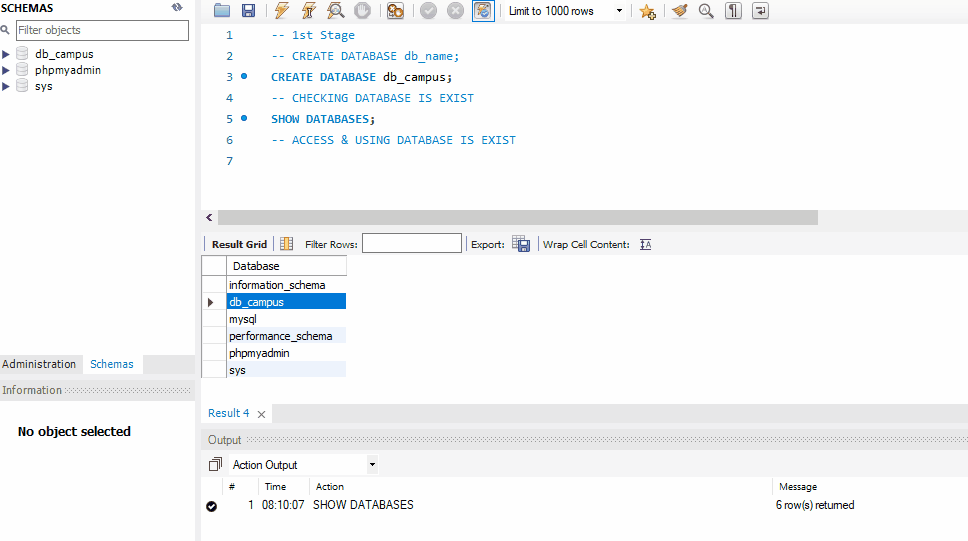 SCHEMAS
Filter objects
db_campus
phpmyadmin
sys
Administration Schemas
Information
No object selected
Limit to 1000 rows
1 -- 1st Stage
2 -- CREATE DATABASE db_name;
3 CREATE DATABASE db_campus;
4 -- CHECKING DATABASE IS EXIST
5 SHOW DATABASES;
6 -- ACCESS & USING DATABASE IS EXIST
7
Result Grid Filter Rows: Export: Wrap Cell Content:
Database
information_schema
db_campus
mysql
performance_schema
phpmyadmin
sys
Result 4
Output
Action Output
# Time Action Message
1 08:10:07 SHOW DATABASES 6 row(s) returned